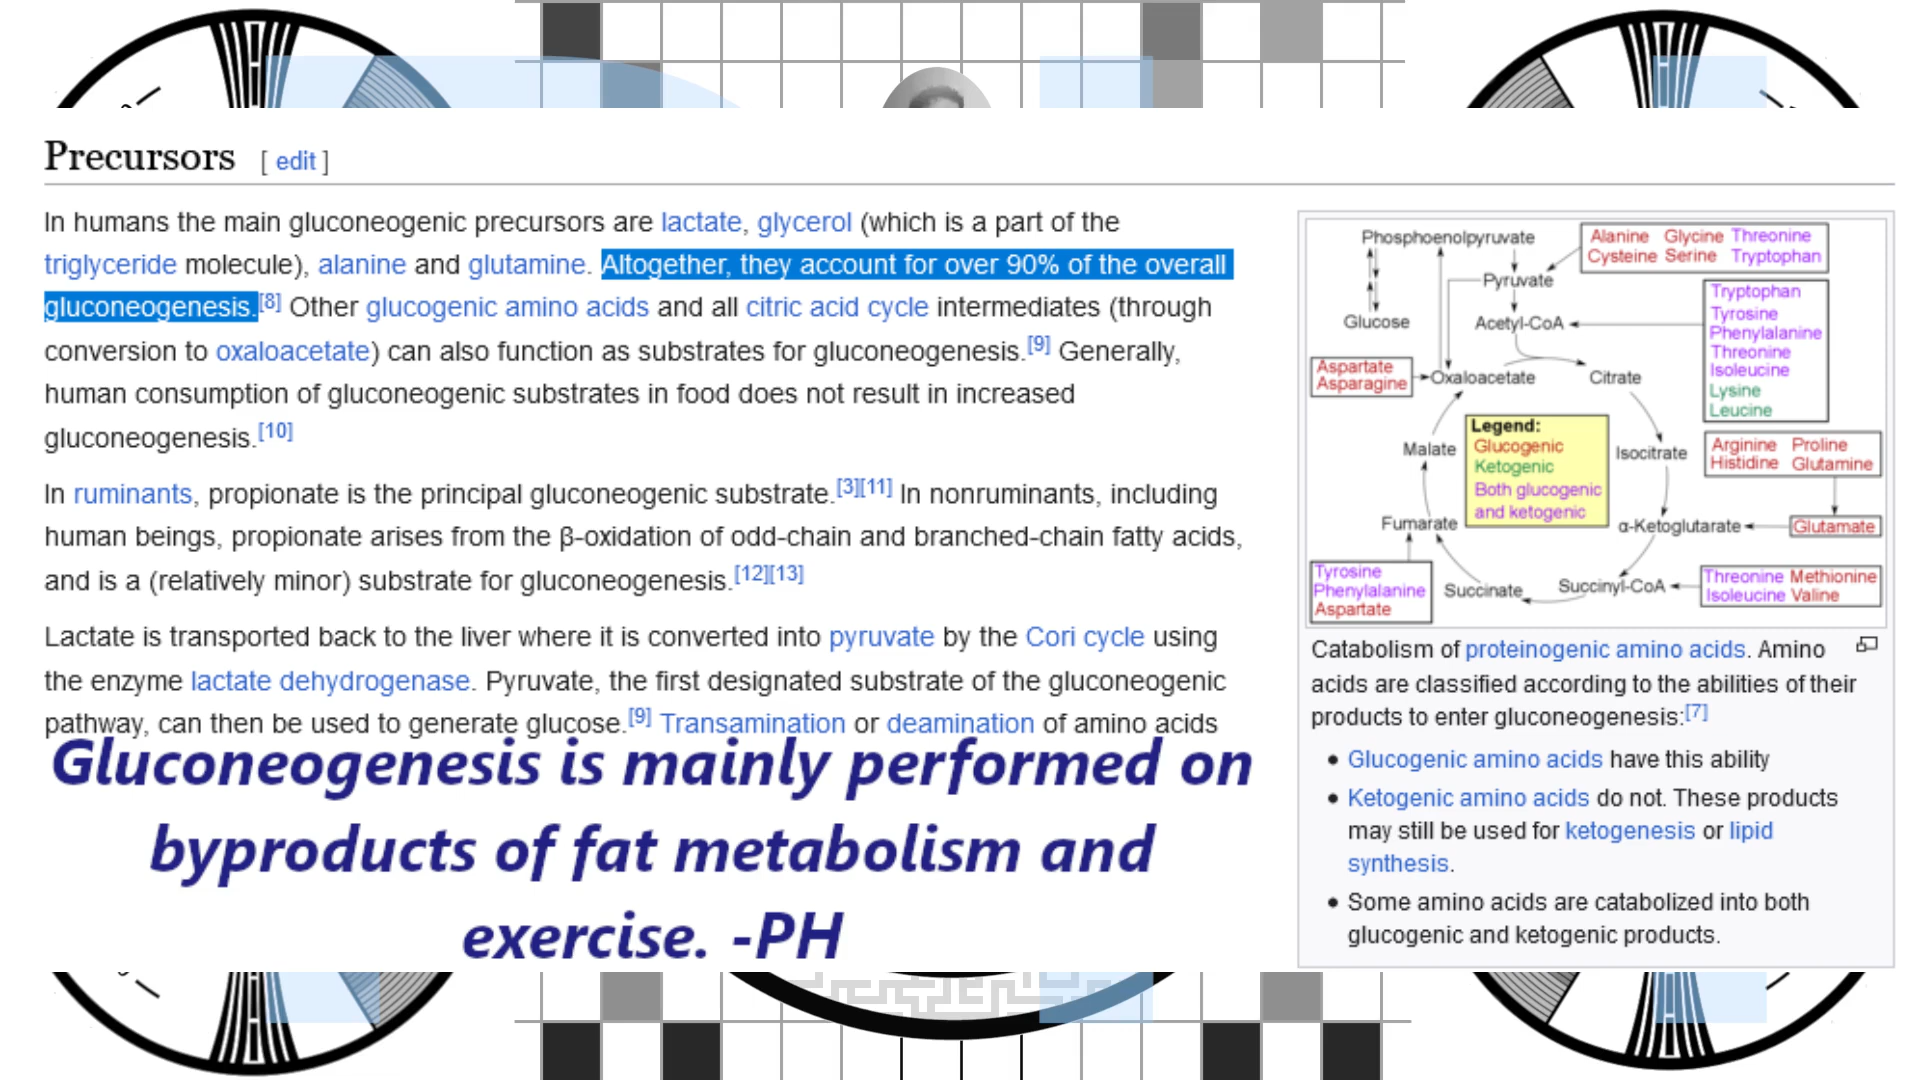 Precursors [ edit ]
In humans the main gluconeogenic precursors are lactate, glycerol (which is a part of the
triglyceride molecule), alanine and glutamine. Altogether, they account for over 90% of the overall
gluconeogenesis.[8] Other glucogenic amino acids and all citric acid cycle intermediates (through
conversion to oxaloacetate) can also function as substrates for gluconeogenesis.[9] Generally,
human consumption of gluconeogenic substrates in food does not result in increased
gluconeogenesis.[10]
In ruminants, propionate is the principal gluconeogenic substrate.[3][11] In nonruminants, including
human beings, propionate arises from the β-oxidation of odd-chain and branched-chain fatty acids,
and is a (relatively minor) substrate for gluconeogenesis.[12][13]
Lactate is transported back to the liver where it is converted into pyruvate by the Cori cycle using
the enzyme lactate dehydrogenase. Pyruvate, the first designated substrate of the gluconeogenic
pathway, can then be used to generate glucose.[9] Transamination or deamination of amino acids
Gluconeogenesis is mainly performed on
byproducts of fat metabolism and
exercise. -PH
Phosphoenolpyruvate
Alanine Glycine Threonine
Cysteine Serine Tryptophan
Pyruvate
Glucose
Acetyl-CoA
Tryptophan
Tyrosine
Phenylalanine
Threonine
Isoleucine
Lysine
Leucine
Aspartate
Asparagine
Oxaloacetate
Citrate
Legend:
Glucogenic
Ketogenic
Both glucogenic
and ketogenic
Malate
Isocitrate
Arginine Proline
Histidine Glutamine
Fumarate
α-Ketoglutarate
Glutamate
Tyrosine
Phenylalanine
Aspartate
Succinate
Succinyl-CoA
Threonine Methionine
Isoleucine Valine
Catabolism of proteinogenic amino acids. Amino
acids are classified according to the abilities of their
products to enter gluconeogenesis:[7]
• Glucogenic amino acids have this ability
• Ketogenic amino acids do not. These products
may still be used for ketogenesis or lipid
synthesis.
• Some amino acids are catabolized into both
glucogenic and ketogenic products.